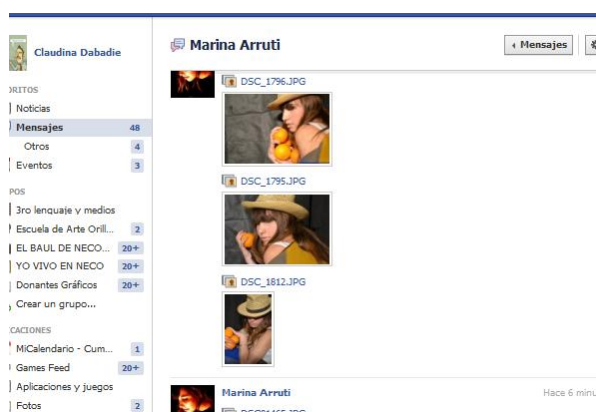 Claudina Dabadie
ORITOS
Noticias
Mensajes 48
Otros 4
Eventos 3
POS
3ro lenguaje y medios
Escuela de Arte Orill... 2
EL BAUL DE NECO... 20+
YO VIVO EN NECO 20+
Donantes Gráficos 20+
Crear un grupo...
CACIONES
MiCalendario - Cum... 1
Games Feed 20+
Aplicaciones y juegos
Fotos 2
Marina Arruti
Mensajes
DSC_1796.JPG
DSC_1795.JPG
DSC_1812.JPG
Marina Arruti Hace 6 minu